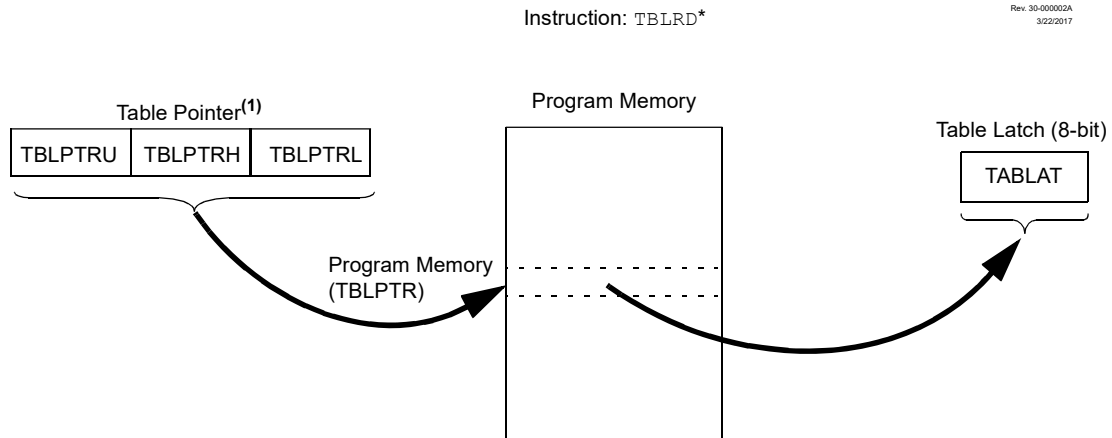 Instruction: TBLRD*
Rev. 30-000002A
3/22/2017
Table Pointer(1)
TBLPTRU TBLPTRH TBLPTRL
Program Memory
Table Latch (8-bit)
TABLAT
Program Memory
(TBLPTR)